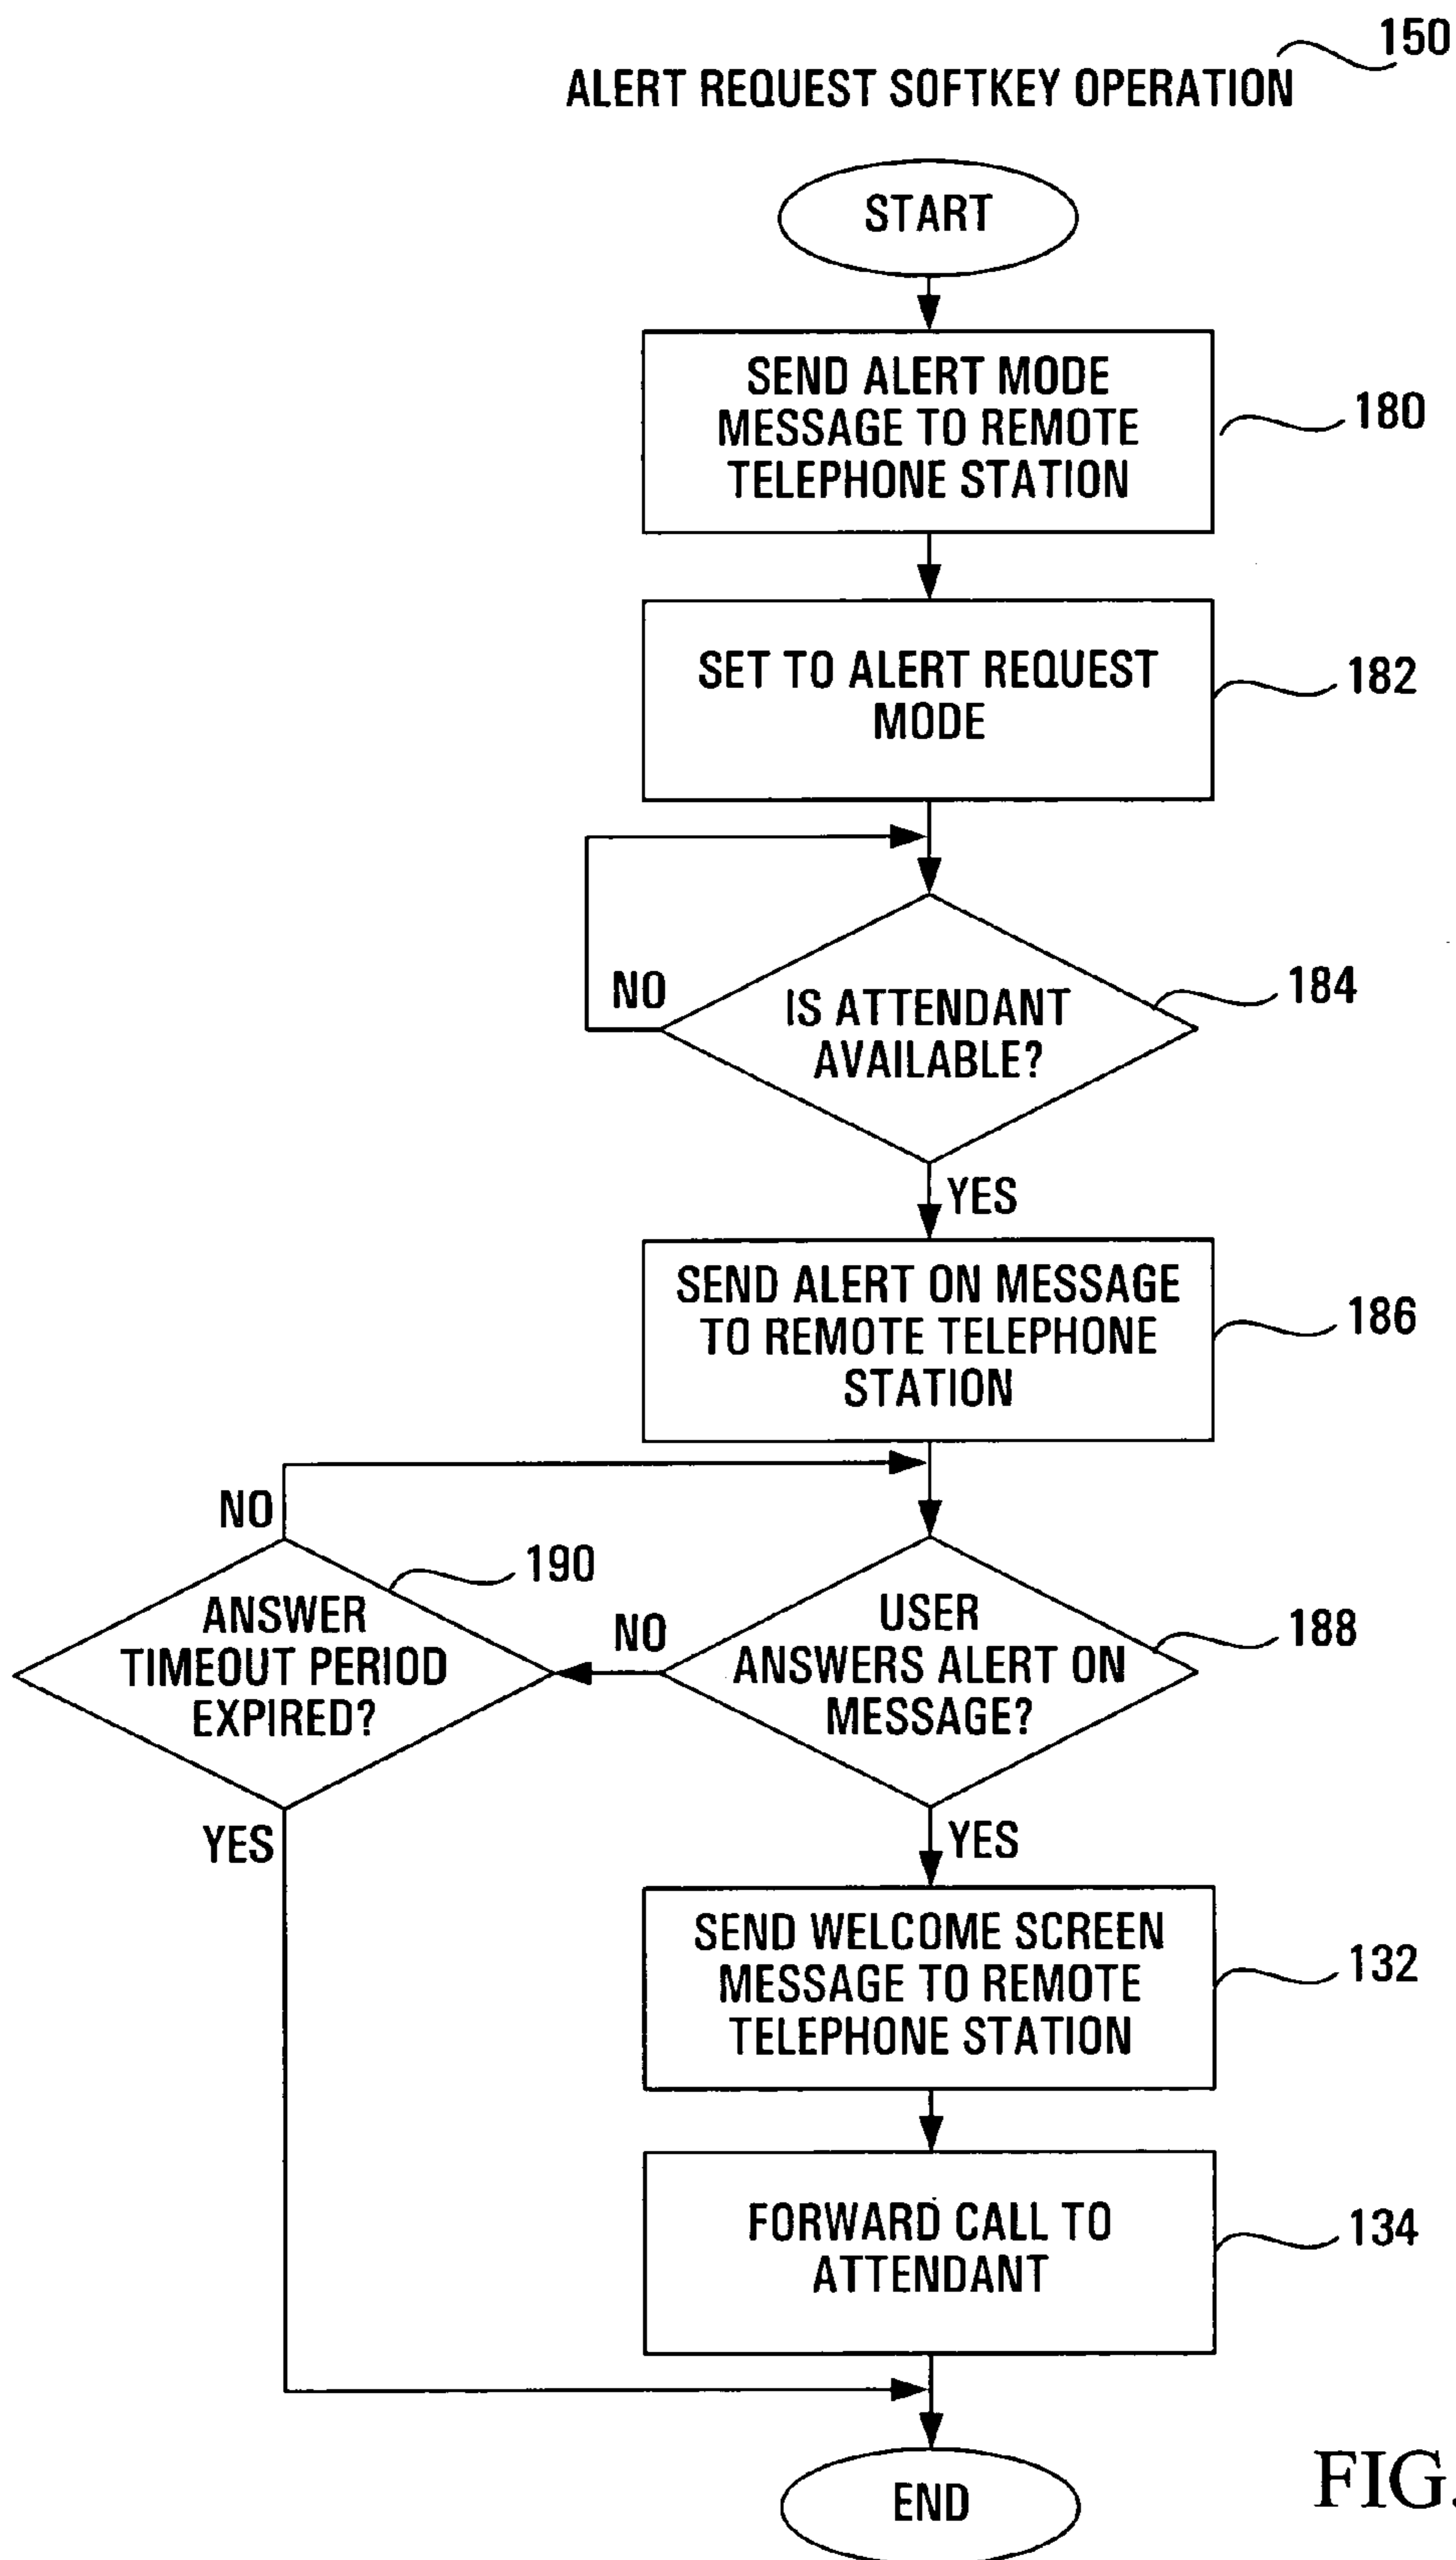 150
ALERT REQUEST SOFTKEY OPERATION
START
SEND ALERT MODE
MESSAGE TO REMOTE
TELEPHONE STATION
180
SET TO ALERT REQUEST
MODE
182
NO
IS ATTENDANT
AVAILABLE?
184
YES
SEND ALERT ON MESSAGE
TO REMOTE TELEPHONE
STATION
186
NO
190
ANSWER
TIMEOUT PERIOD
EXPIRED?
NO
USER
ANSWERS ALERT ON
MESSAGE?
188
YES
YES
SEND WELCOME SCREEN
MESSAGE TO REMOTE
TELEPHONE STATION
132
FORWARD CALL TO
ATTENDANT
134
END
FIG.